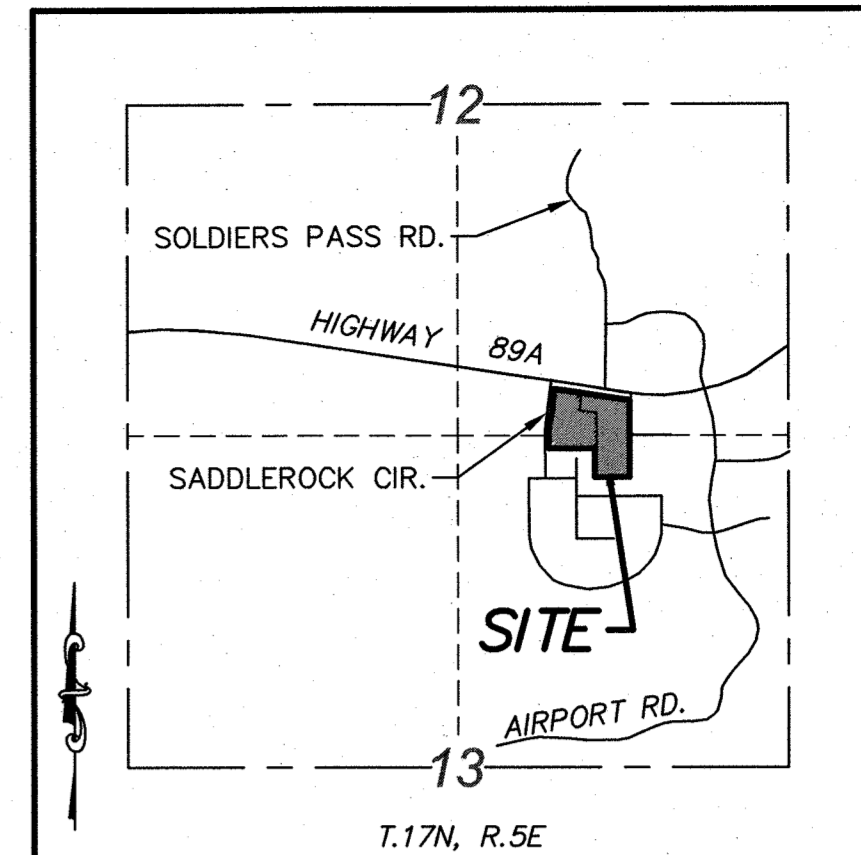 12
SOLDIERS PASS RD.
HIGHWAY 89A
SADDLEROCK CIR.
SITE
AIRPORT RD.
13
T.17N, R.5E